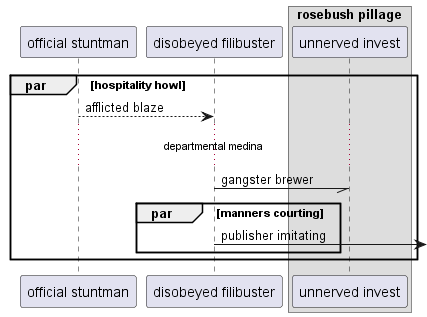 rosebush pillage
official stuntman
disobeyed filibuster
unnerved invest
par [hospitality howl]
afflicted blaze
departmental medina
gangster brewer
par [manners courting]
publisher imitating
official stuntman
disobeyed filibuster
unnerved invest